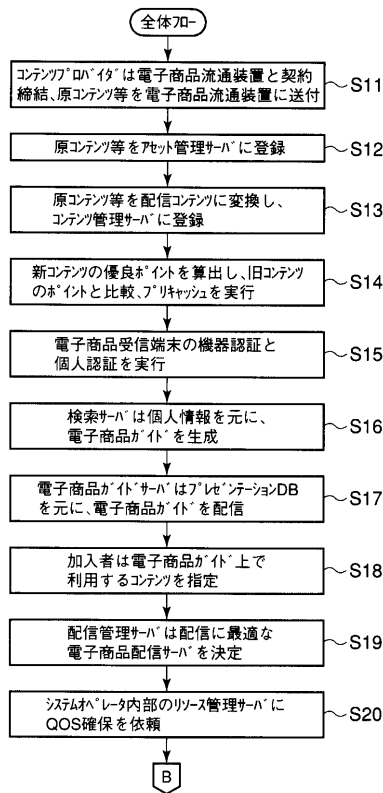 全体ﾌﾛｰ
ｺﾝﾃﾝﾂﾌﾟﾛﾊﾞｲﾀﾞは電子商品流通装置と契約
締結、原ｺﾝﾃﾝﾂ等を電子商品流通装置に送付
S11
原ｺﾝﾃﾝﾂ等をｱｾｯﾄ管理ｻｰﾊﾞに登録
S12
原ｺﾝﾃﾝﾂ等を配信ｺﾝﾃﾝﾂに変換し、
ｺﾝﾃﾝﾂ管理ｻｰﾊﾞに登録
S13
新ｺﾝﾃﾝﾂの優良ﾎﾟｲﾝﾄを算出し、旧ｺﾝﾃﾝﾂ
のﾎﾟｲﾝﾄと比較、ﾌﾟﾘｷｬｯｼｭを実行
S14
電子商品受信端末の機器認証と
個人認証を実行
S15
検索ｻｰﾊﾞは個人情報を元に、
電子商品ｶﾞｲﾄﾞを生成
S16
電子商品ｶﾞｲﾄﾞｻｰﾊﾞはﾌﾟﾚｾﾞﾝﾃｰｼｮﾝDB
を元に、電子商品ｶﾞｲﾄﾞを配信
S17
加入者は電子商品ｶﾞｲﾄﾞ上で
利用するｺﾝﾃﾝﾂを指定
S18
配信管理ｻｰﾊﾞは配信に最適な
電子商品配信ｻｰﾊﾞを決定
S19
ｼｽﾃﾑｵﾍﾟﾚｰﾀ内部のﾘｿｰｽ管理ｻｰﾊﾞに
QOS確保を依頼
S20
B